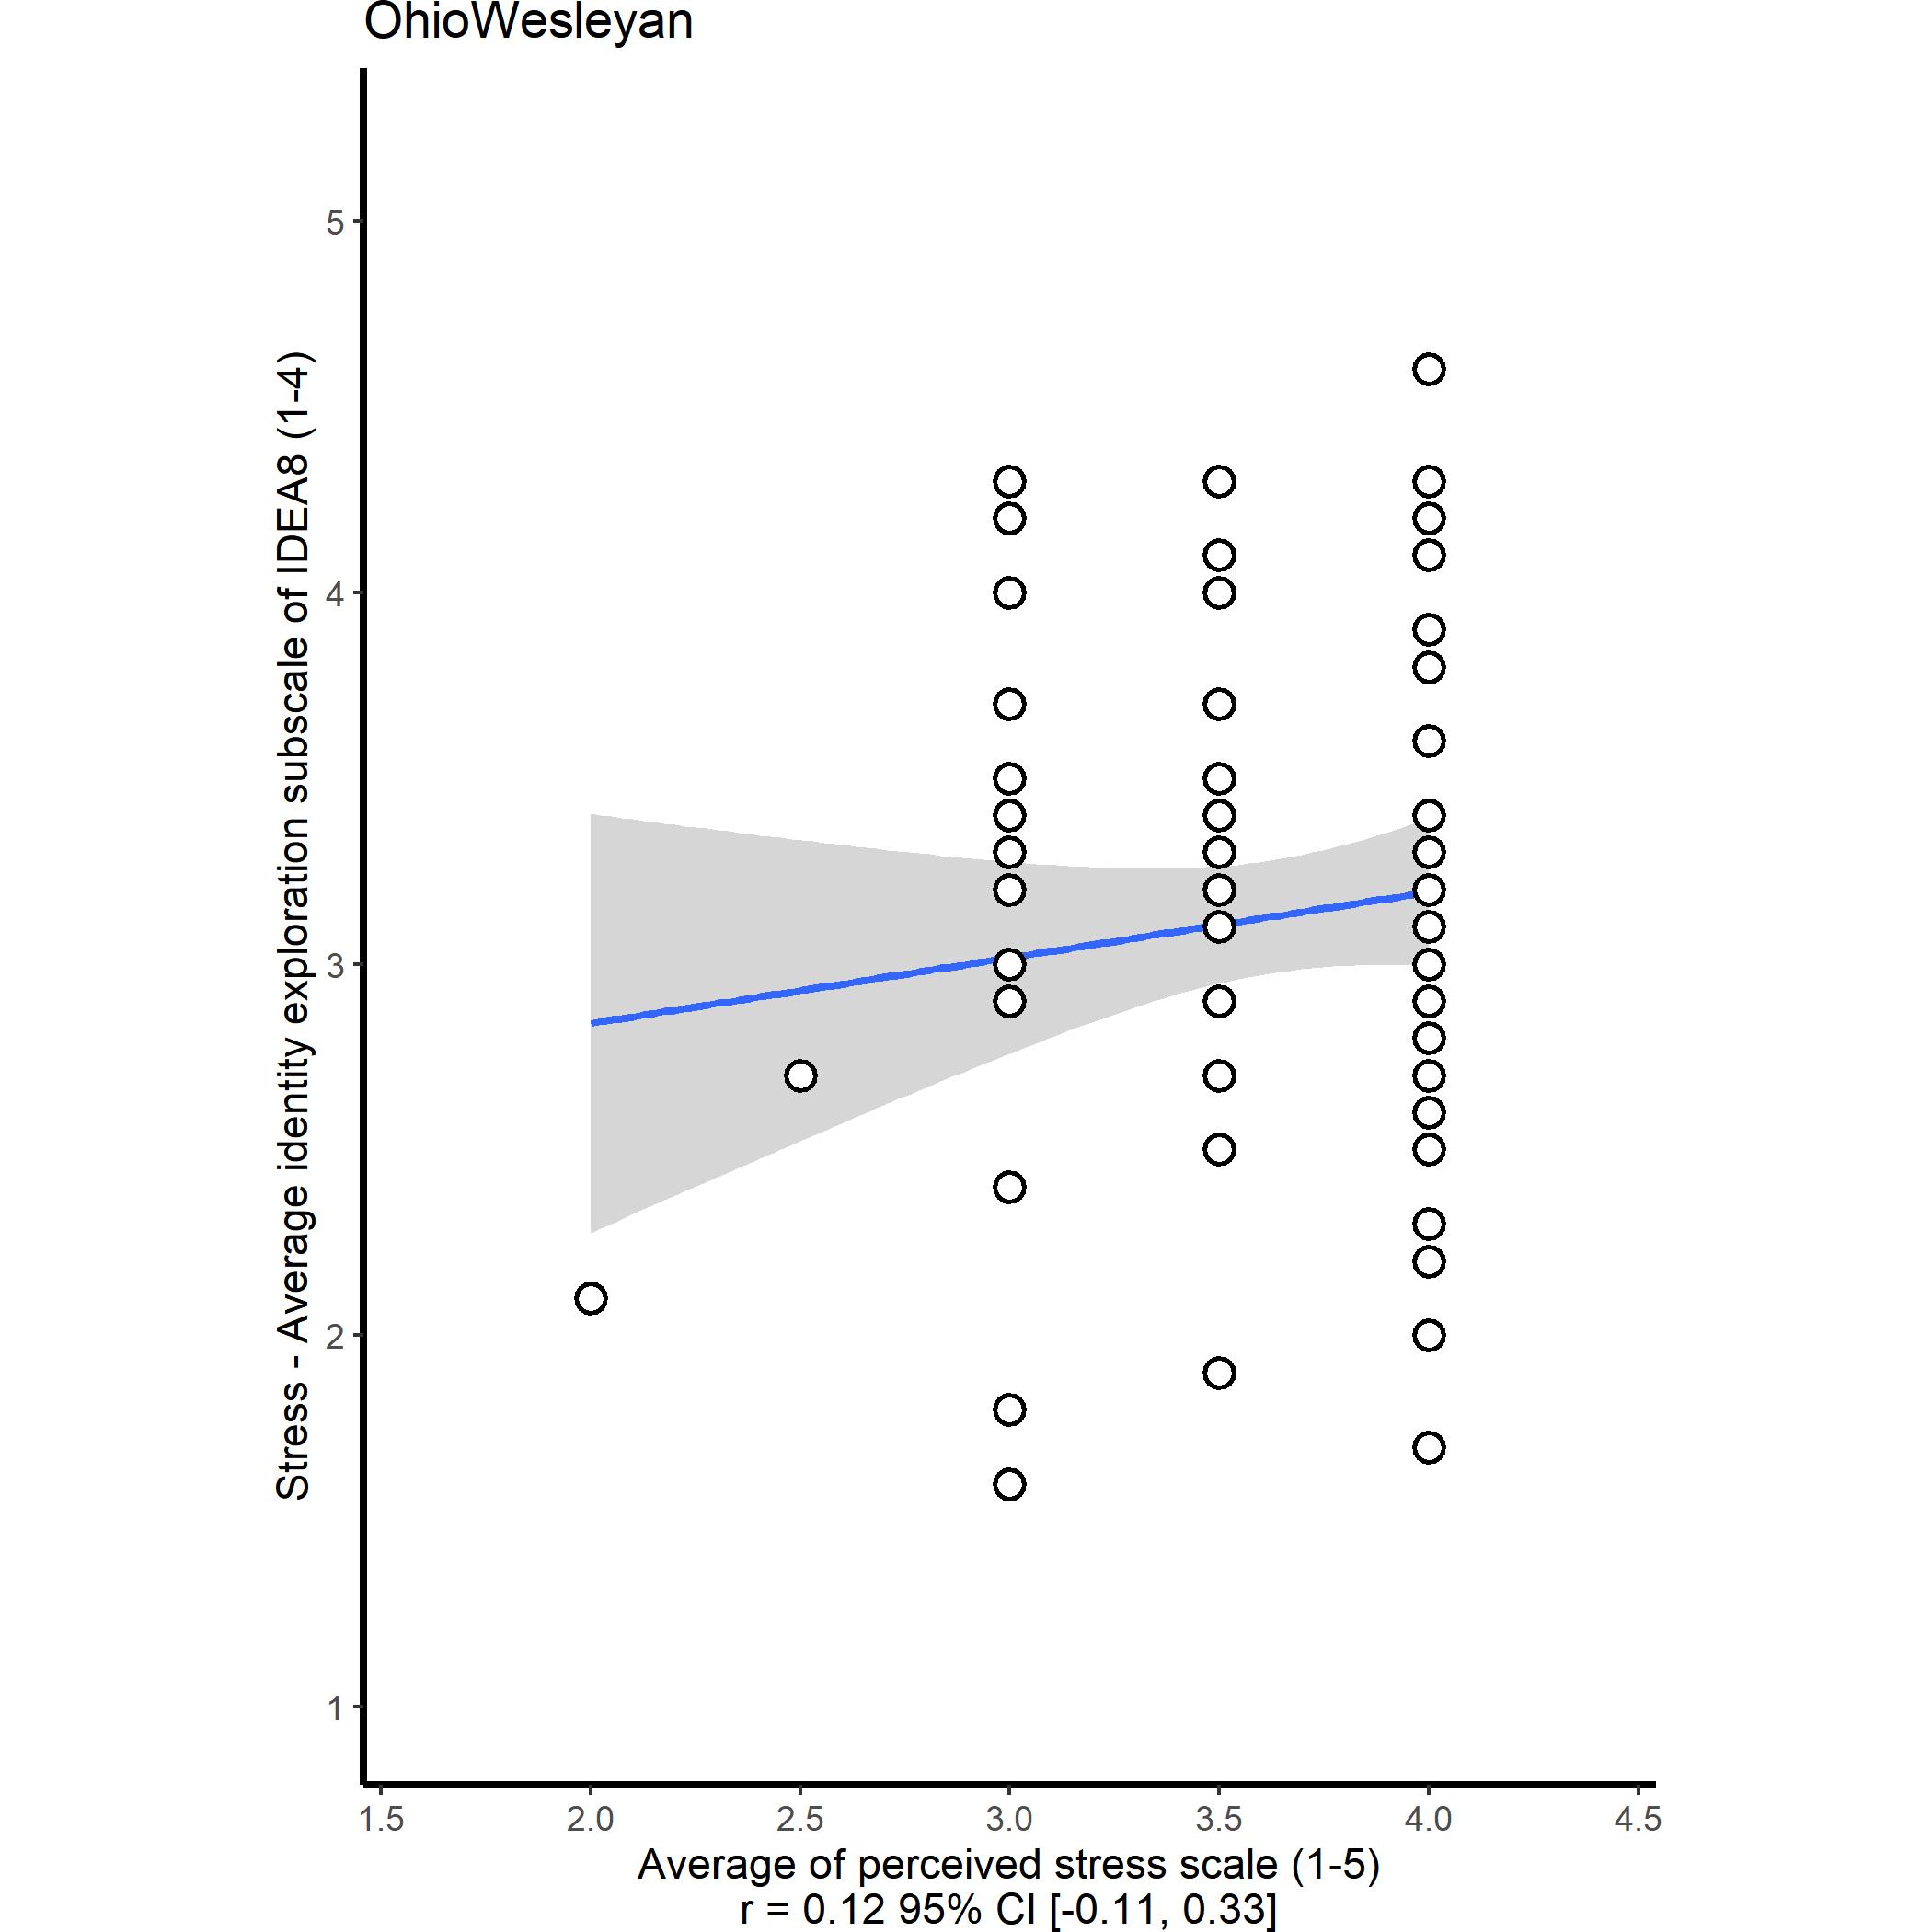 OhioWesleyan
Stress - Average identity exploration subscale of IDEA8 (1-4)
5
4
3
2
1
1.5 2.0 2.5 3.0 3.5 4.0 4.5
Average of perceived stress scale (1-5)
r = 0.12 95% CI [-0.11, 0.33]